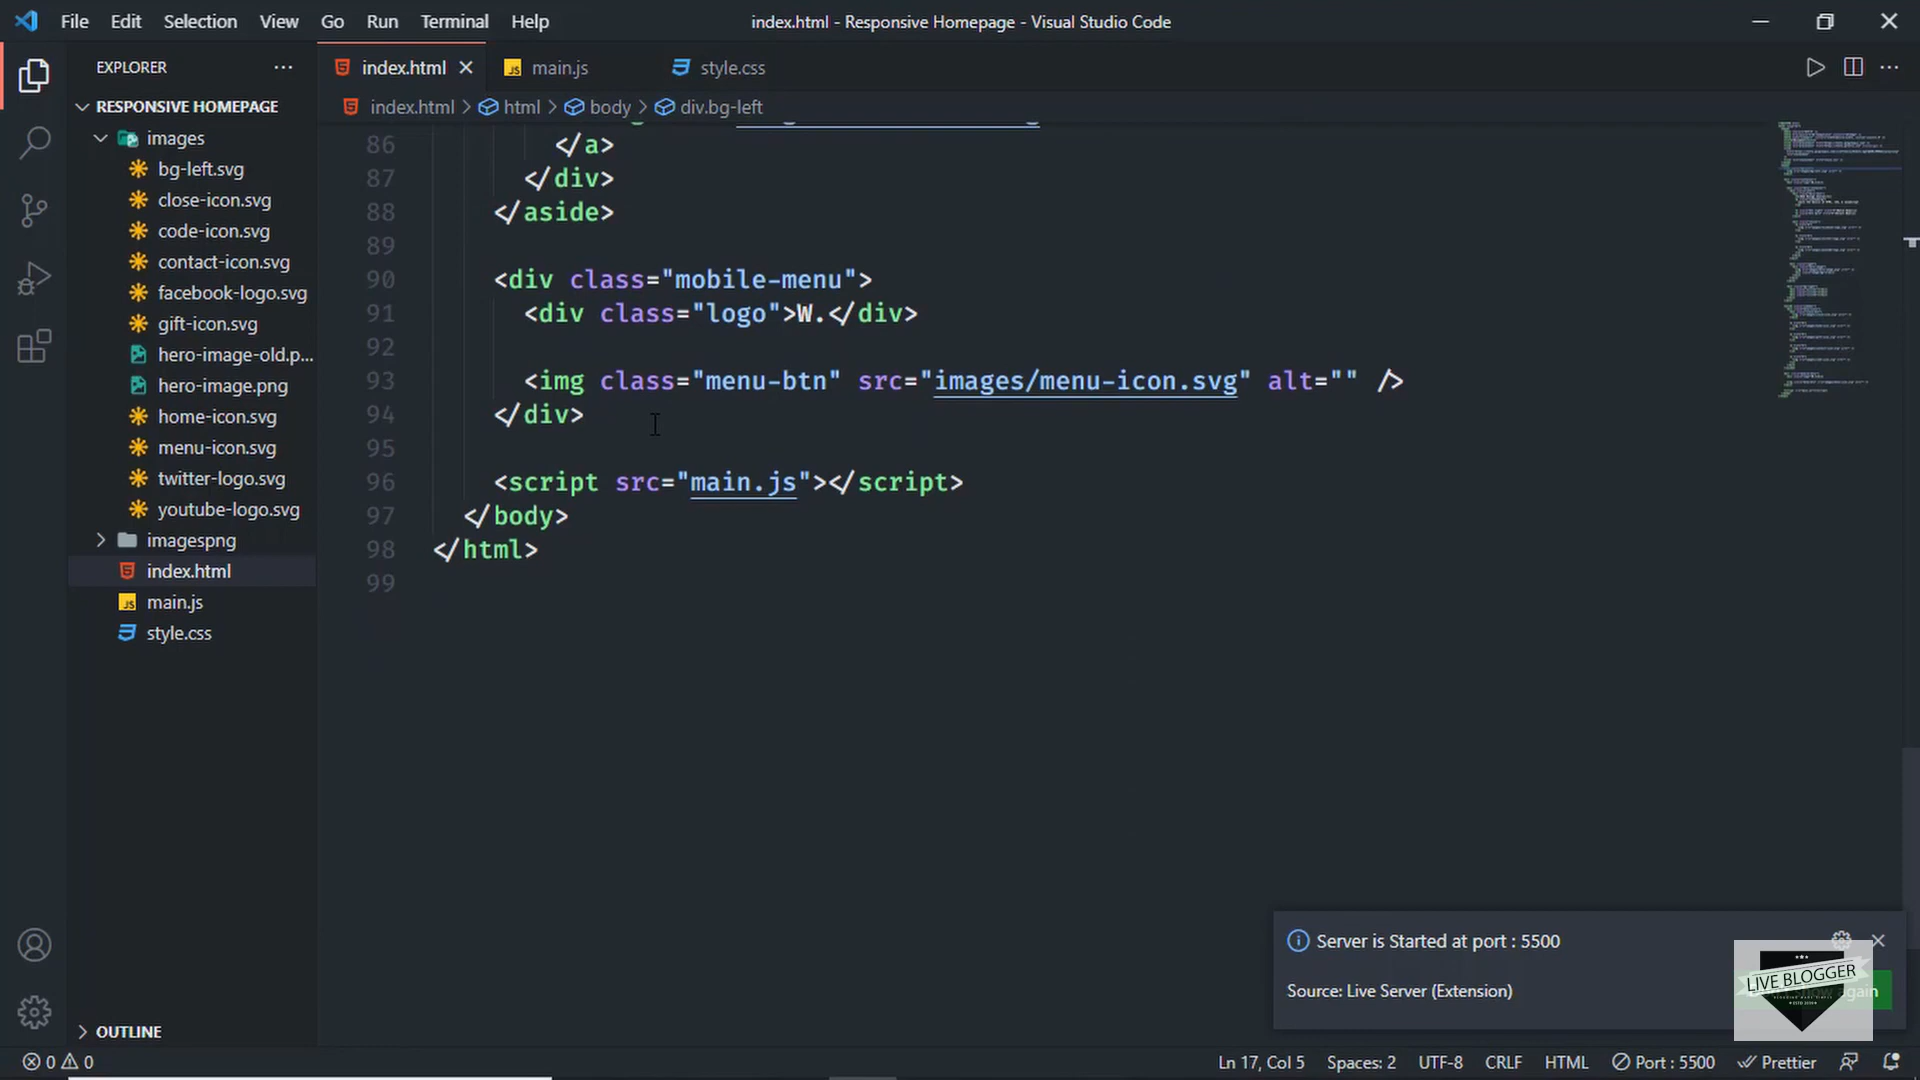 File Edit Selection View Go Run Terminal Help
index.html - Responsive Homepage - Visual Studio Code
EXPLORER
index.html
main.js
style.css
RESPONSIVE HOMEPAGE
index.html > html > body > div.bg-left
images
bg-left.svg
close-icon.svg
code-icon.svg
contact-icon.svg
facebook-logo.svg
gift-icon.svg
hero-image-old.p...
hero-image.png
home-icon.svg
menu-icon.svg
twitter-logo.svg
youtube-logo.svg
imagespng
index.html
main.js
style.css
OUTLINE
86 </a>
87 </div>
88 </aside>
89
90 <div class="mobile-menu">
91 <div class="logo">W.</div>
92
93 <img class="menu-btn" src="images/menu-icon.svg" alt="" />
94 </div>
95
96 <script src="main.js"></script>
97 </body>
98 </html>
99
Server is Started at port : 5500
Source: Live Server (Extension)
LIVE BLOGGER
again
0 0
Ln 17, Col 5 Spaces: 2 UTF-8 CRLF HTML Port : 5500 Prettier